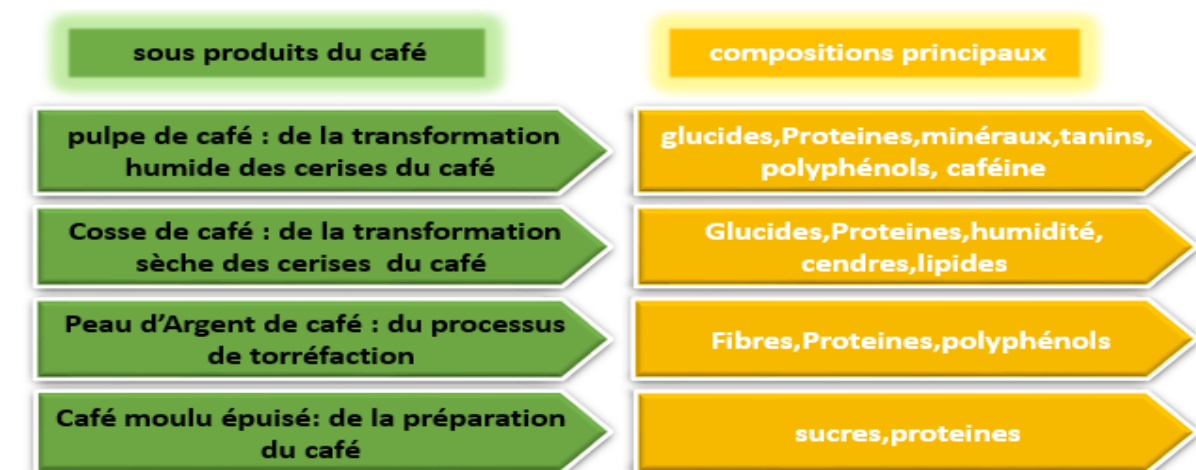 sous produits du café
compositions principaux
pulpe de café : de la transformation
humide des cerises du café
glucides,Proteines,minéraux,tanins,
polyphénols, caféine
Cosse de café : de la transformation
sèche des cerises  du café
Glucides,Proteines,humidité,
cendres,lipides
Peau d’Argent de café : du processus
de torréfaction
Fibres,Proteines,polyphénols
Café moulu épuisé: de la préparation
du café
sucres,proteines